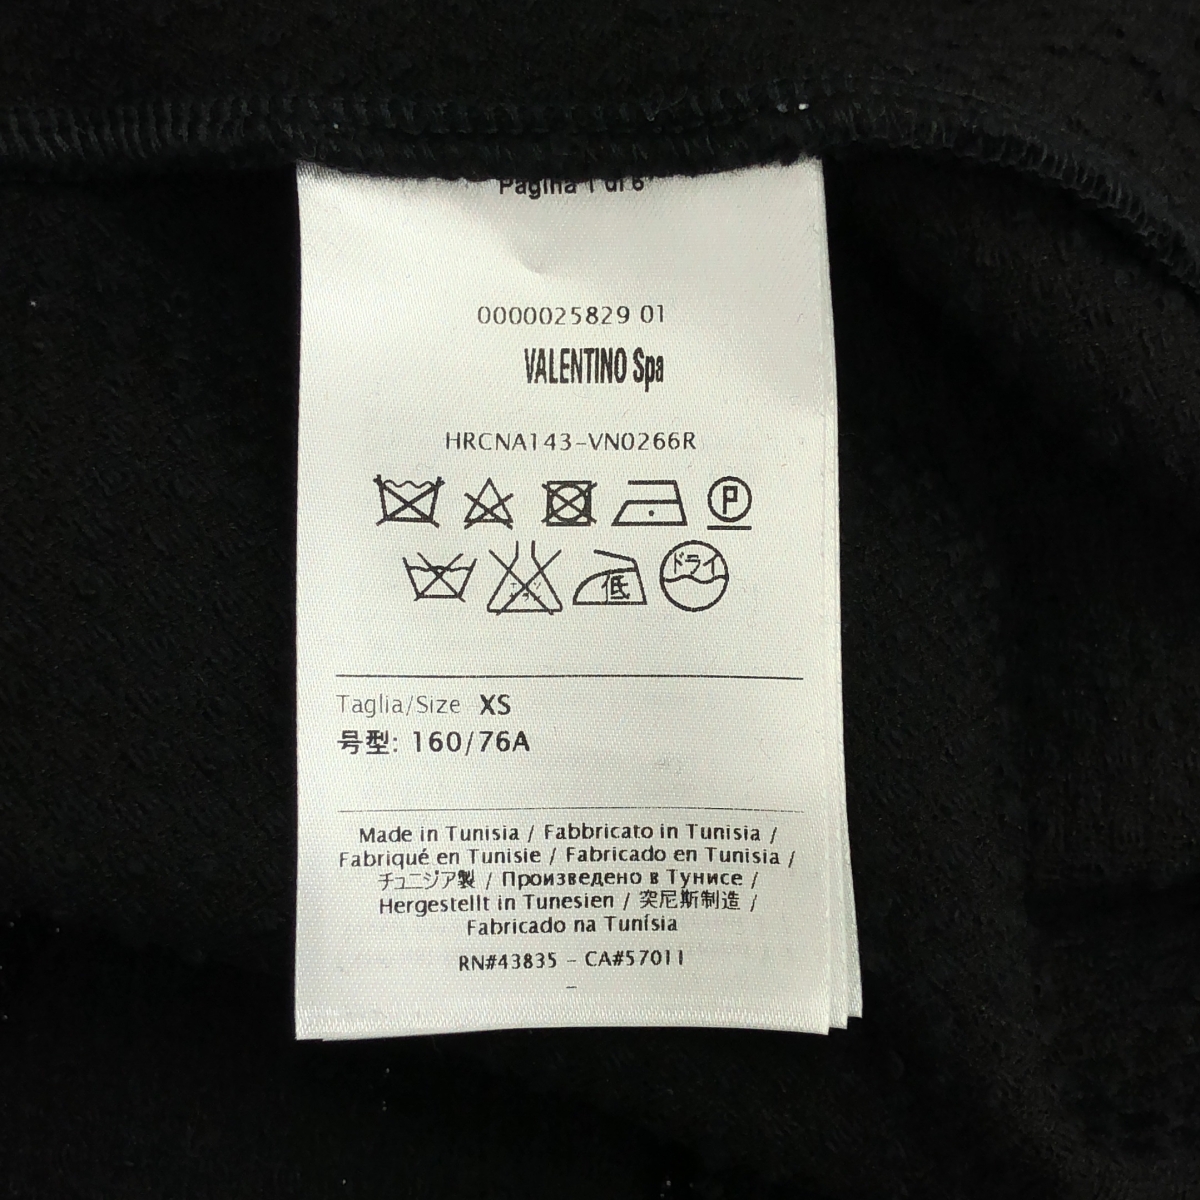 Pagina 1 di 6
0000025829 01
VALENTINO Spa
HRCNA143-VN0266R
P
低 ドライ
Taglia/Size XS
号型: 160/76A
Made in Tunisia / Fabbricato in Tunisia /
Fabriqué en Tunisie / Fabricado en Tunisia /
チュニジア製 / Произведено в Тунисе /
Hergestellt in Tunesien / 突尼斯制造 /
Fabricado na Tunísia
RN#43835 - CA#57011
-